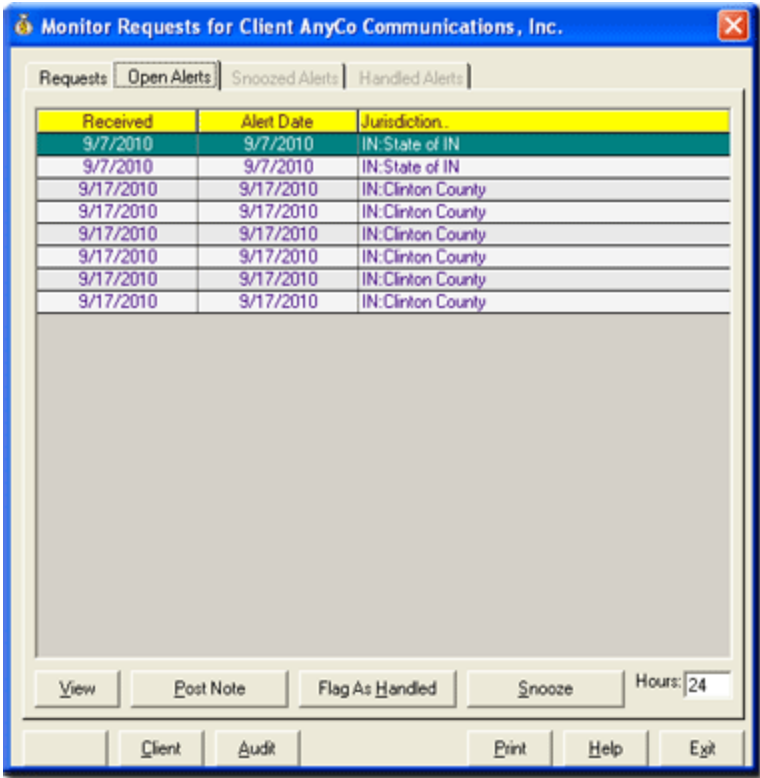 Monitor Requests for Client AnyCo Communications, Inc.
Requests Open Alerts Snoozed Alerts Handled Alerts
Received Alert Date Jurisdiction..
9/7/2010 9/7/2010 IN:State of IN
9/7/2010 9/7/2010 IN:State of IN
9/17/2010 9/17/2010 IN:Clinton County
9/17/2010 9/17/2010 IN:Clinton County
9/17/2010 9/17/2010 IN:Clinton County
9/17/2010 9/17/2010 IN:Clinton County
9/17/2010 9/17/2010 IN:Clinton County
9/17/2010 9/17/2010 IN:Clinton County
View Post Note Flag As Handled Snooze Hours: 24
Client Audit Print Help Exit